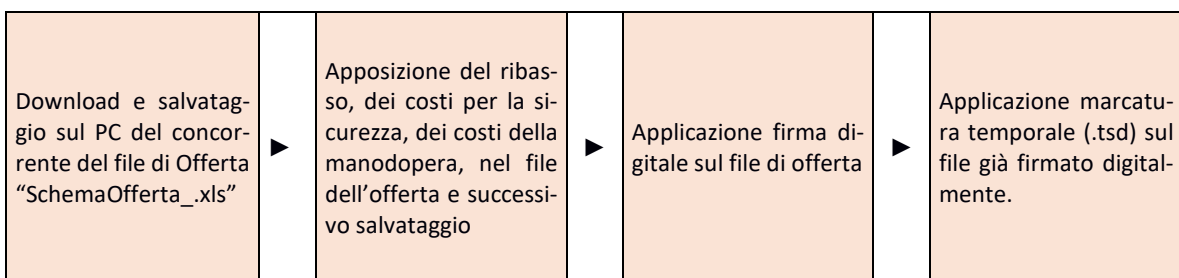 Download e salvatag-
gio sul PC del concor-
rente del file di Offerta
“SchemaOfferta_.xls”
►
Apposizione del ribas-
so, dei costi per la si-
curezza, dei costi della
manodopera, nel file
dell’offerta e successi-
vo salvataggio
►
Applicazione firma di-
gitale sul file di offerta
►
Applicazione marcatu-
ra temporale (.tsd) sul
file già firmato digital-
mente.